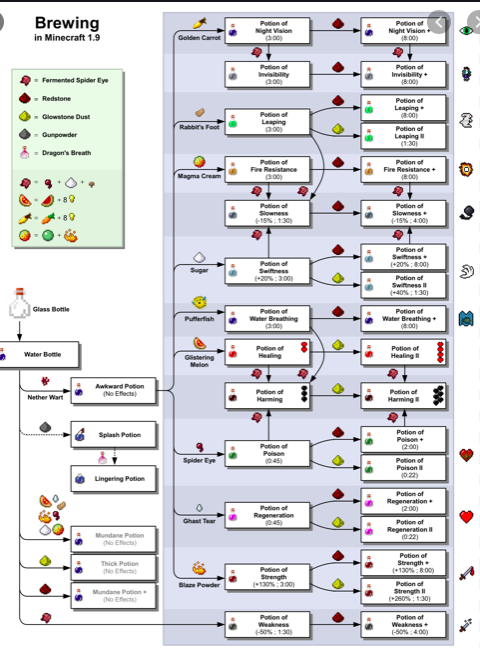 Brewing
in Minecraft 1.9
= Fermented Spider Eye
= Redstone
= Glowstone Dust
= Gunpowder
= Dragon's Breath
= + +
= + 8
= + 8
= +
Glass Bottle
Water Bottle
Nether Wart
Awkward Potion
(No Effects)
Splash Potion
Lingering Potion
Mundane Potion
(No Effects)
Thick Potion
(No Effects)
Mundane Potion +
(No Effects)
Golden Carrot
Potion of
Night Vision
(3:00)
Potion of
Night Vision +
(8:00)
Potion of
Invisibility
(3:00)
Potion of
Invisibility +
(8:00)
Rabbit's Foot
Potion of
Leaping
(3:00)
Potion of
Leaping +
(8:00)
Potion of
Leaping II
(1:30)
Magma Cream
Potion of
Fire Resistance
(3:00)
Potion of
Fire Resistance +
(8:00)
Potion of
Slowness
(-15% ; 1:30)
Potion of
Slowness +
(-15% ; 4:00)
Sugar
Potion of
Swiftness
(+20% ; 3:00)
Potion of
Swiftness +
(+20% ; 8:00)
Potion of
Swiftness II
(+40% ; 1:30)
Pufferfish
Potion of
Water Breathing
(3:00)
Potion of
Water Breathing +
(8:00)
Glistering
Melon
Potion of
Healing
Potion of
Healing II
Potion of
Harming
Potion of
Harming II
Spider Eye
Potion of
Poison
(0:45)
Potion of
Poison +
(2:00)
Potion of
Poison II
(0:22)
Ghast Tear
Potion of
Regeneration
(0:45)
Potion of
Regeneration +
(2:00)
Potion of
Regeneration II
(0:22)
Blaze Powder
Potion of
Strength
(+130% ; 3:00)
Potion of
Strength +
(+130% ; 8:00)
Potion of
Strength II
(+260% ; 1:30)
Potion of
Weakness
(-50% ; 1:30)
Potion of
Weakness +
(-50% ; 4:00)